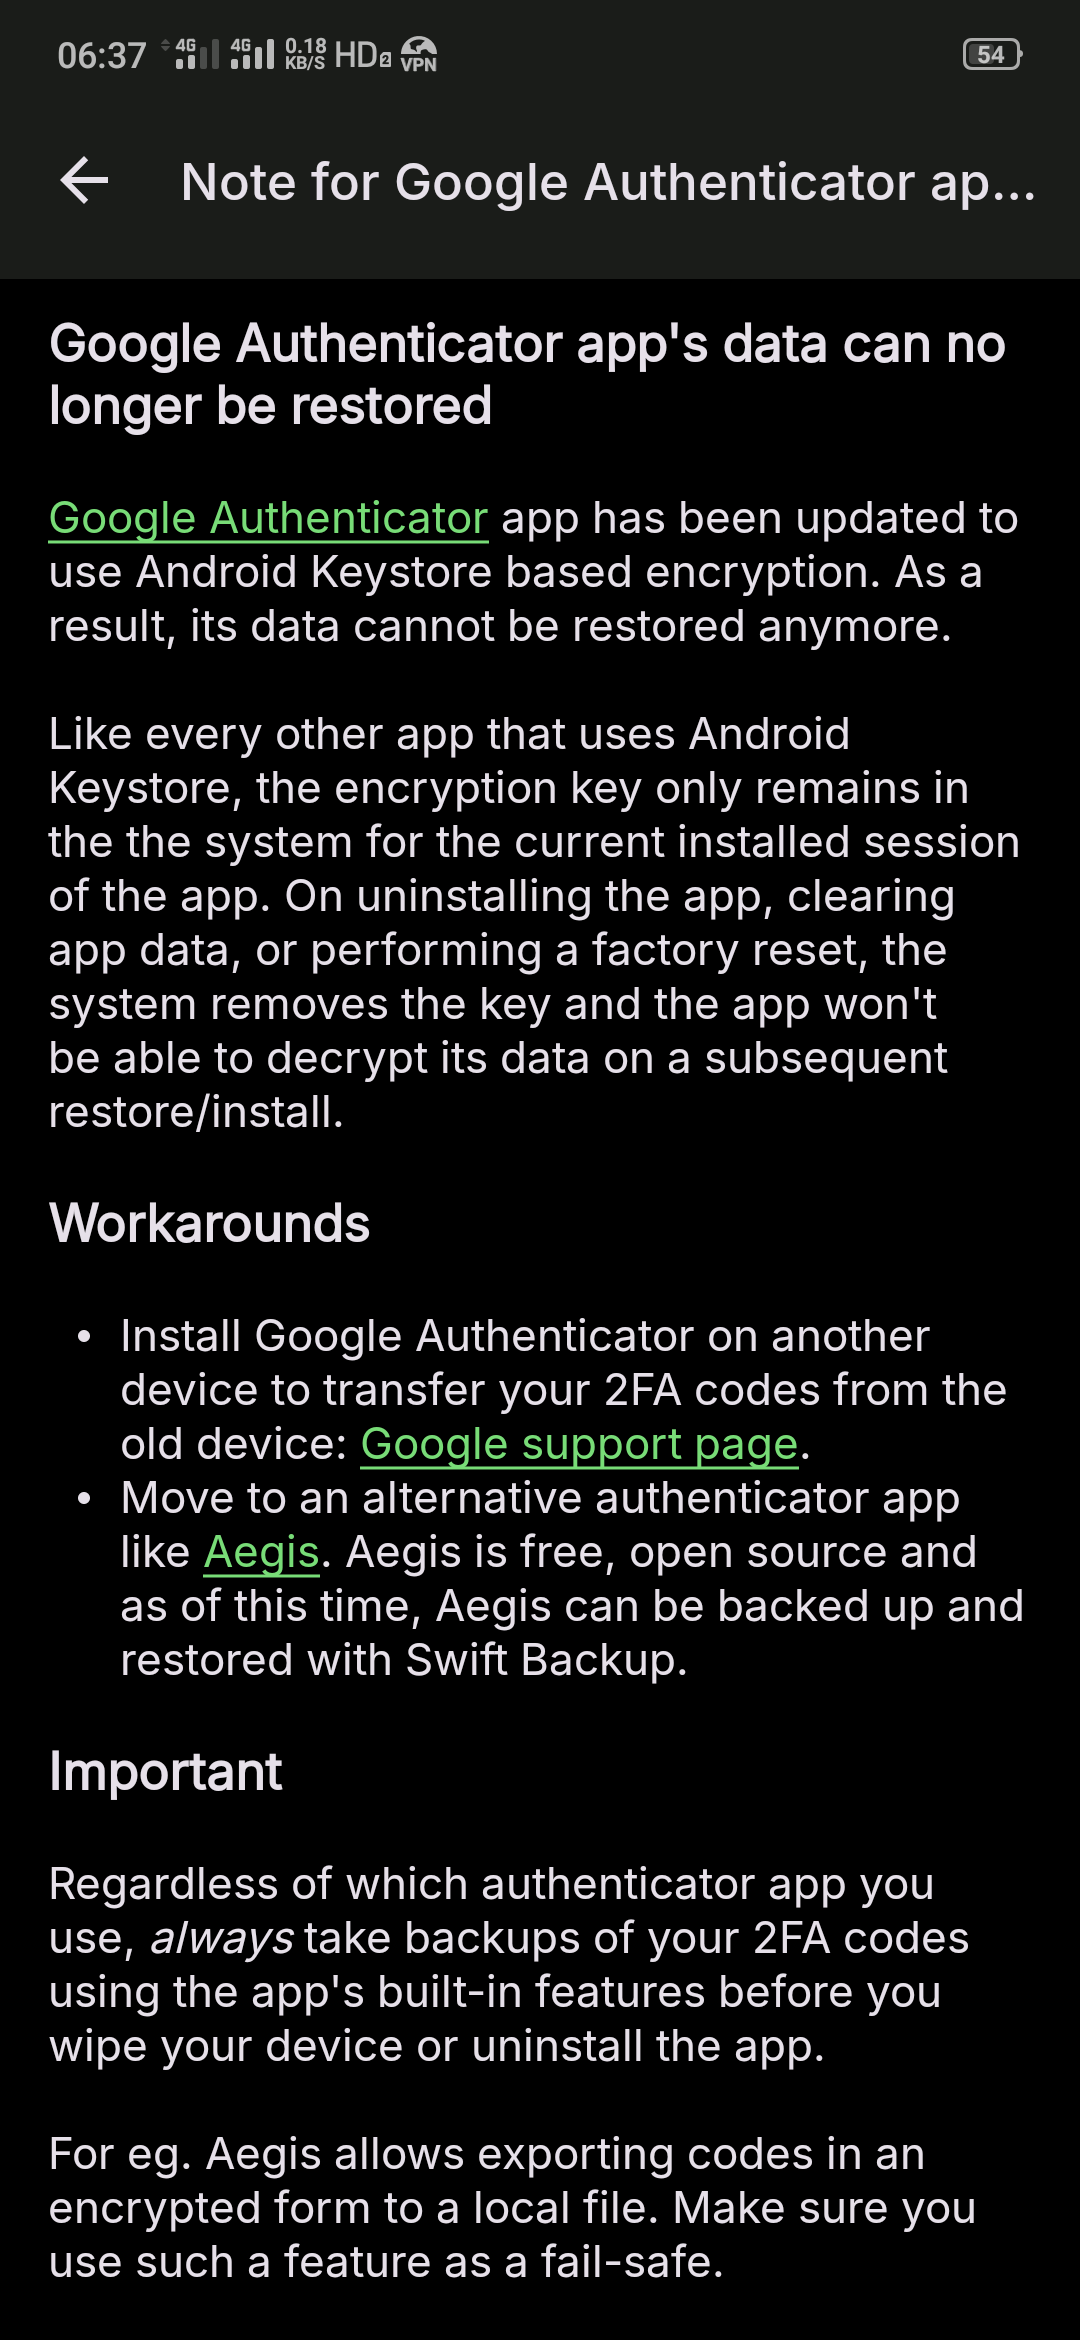 06:37 4G 4G 0.18 KB/S HD2 VPN 54
Note for Google Authenticator ap...
Google Authenticator app's data can no
longer be restored
Google Authenticator app has been updated to
use Android Keystore based encryption. As a
result, its data cannot be restored anymore.
Like every other app that uses Android
Keystore, the encryption key only remains in
the the system for the current installed session
of the app. On uninstalling the app, clearing
app data, or performing a factory reset, the
system removes the key and the app won't
be able to decrypt its data on a subsequent
restore/install.
Workarounds
• Install Google Authenticator on another
device to transfer your 2FA codes from the
old device: Google support page.
• Move to an alternative authenticator app
like Aegis. Aegis is free, open source and
as of this time, Aegis can be backed up and
restored with Swift Backup.
Important
Regardless of which authenticator app you
use, always take backups of your 2FA codes
using the app's built-in features before you
wipe your device or uninstall the app.
For eg. Aegis allows exporting codes in an
encrypted form to a local file. Make sure you
use such a feature as a fail-safe.